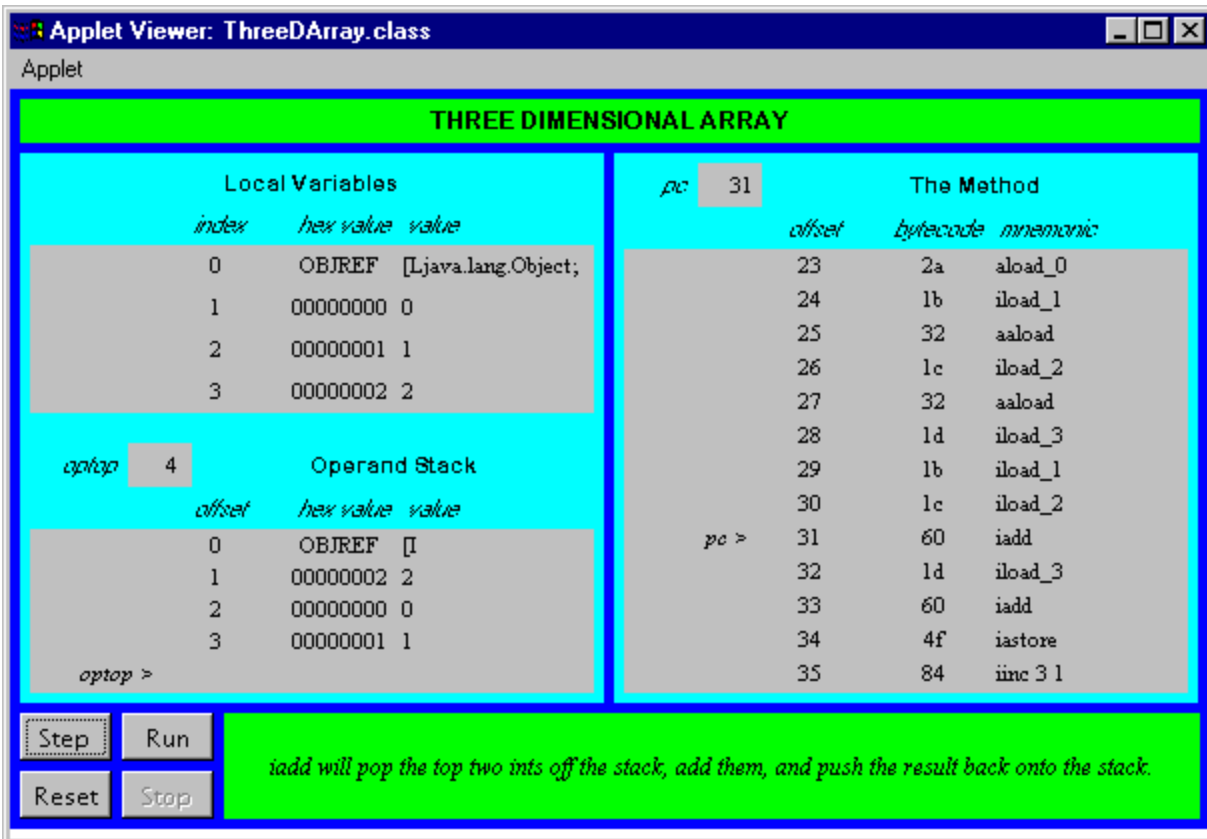 Applet Viewer: ThreeDArray.class
Applet
THREE DIMENSIONAL ARRAY
Local Variables
index hex value value
0 OBJREF [Ljava.lang.Object;
1 00000000 0
2 00000001 1
3 00000002 2
optop 4 Operand Stack
offset hex value value
0 OBJREF [I
1 00000002 2
2 00000000 0
3 00000001 1
optop >
pc 31 The Method
offset bytecode mnemonic
23 2a aload_0
24 1b iload_1
25 32 aaload
26 1c iload_2
27 32 aaload
28 1d iload_3
29 1b iload_1
30 1c iload_2
pc > 31 60 iadd
32 1d iload_3
33 60 iadd
34 4f iastore
35 84 iinc 3 1
Step Run
Reset Stop
iadd will pop the top two ints off the stack, add them, and push the result back onto the stack.